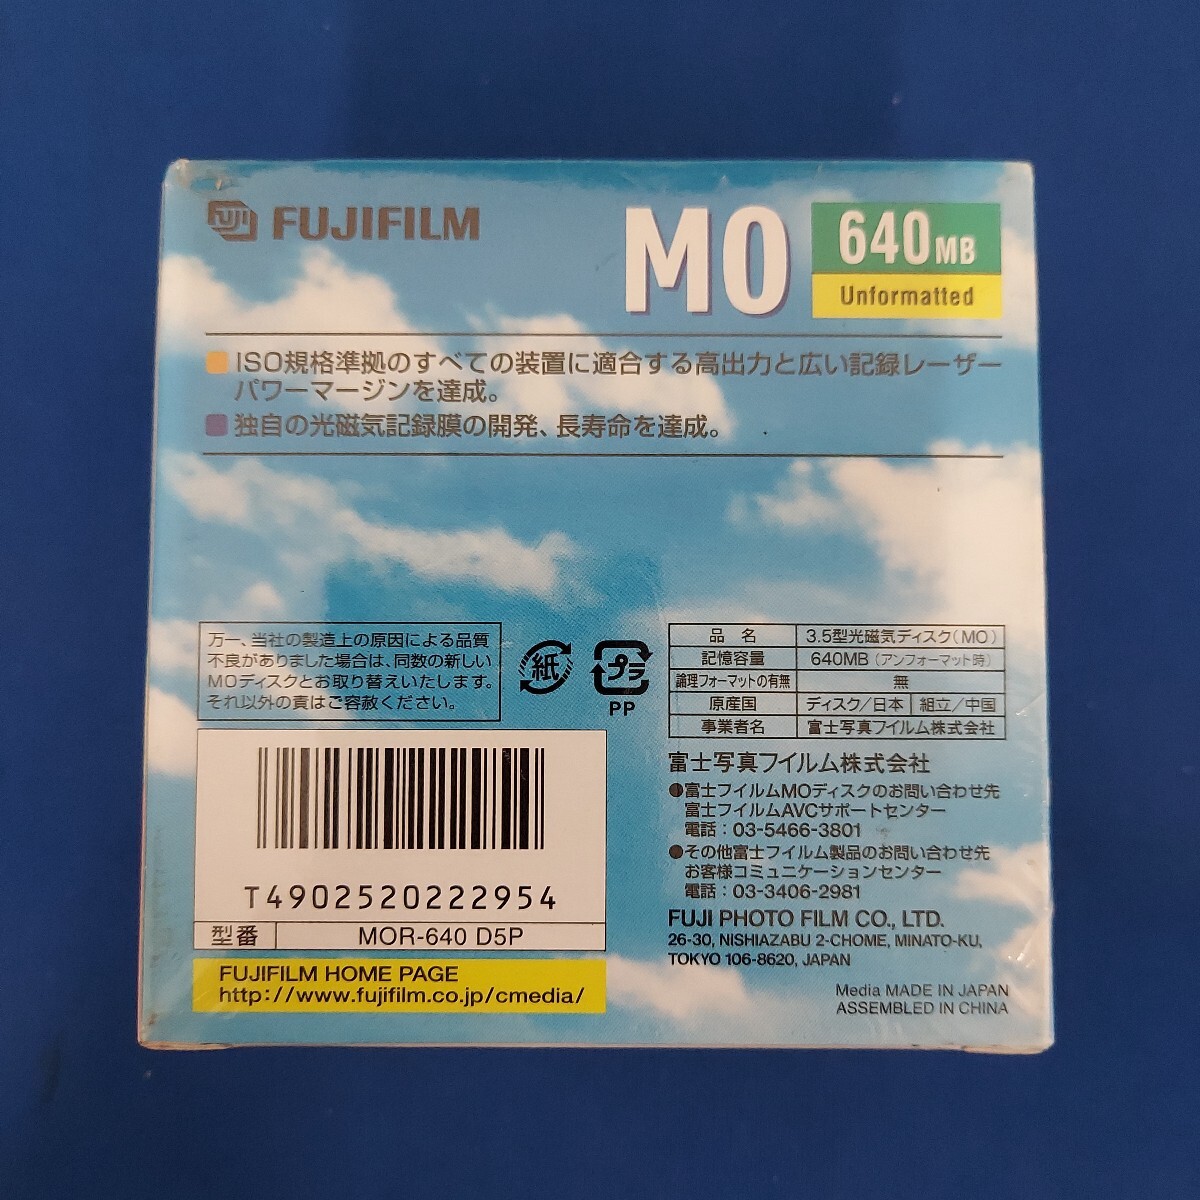 FUJI FUJIFILM
MO
640MB
Unformatted
■ISO規格準拠のすべての装置に適合する高出力と広い記録レーザー
パワーマージンを達成。
■独自の光磁気記録膜の開発、長寿命を達成。
万一、当社の製造上の原因による品質
不良がありました場合は、同数の新しい
MOディスクとお取り替えいたします。
それ以外の責はご容赦ください。
紙
プラ
PP
品名 3.5型光磁気ディスク(MO)
記憶容量 640MB(アンフォーマット時)
論理フォーマットの有無 無
原産国 ディスク/日本 組立/中国
事業者名 富士写真フイルム株式会社
T4902520222954
型番 MOR-640 D5P
FUJIFILM HOME PAGE
http://www.fujifilm.co.jp/cmedia/
富士写真フイルム株式会社
●富士フイルムMOディスクのお問い合わせ先
富士フイルムAVCサポートセンター
電話：03-5466-3801
●その他富士フイルム製品のお問い合わせ先
お客様コミュニケーションセンター
電話：03-3406-2981
FUJI PHOTO FILM CO., LTD.
26-30, NISHIAZABU 2-CHOME, MINATO-KU,
TOKYO 106-8620, JAPAN
Media MADE IN JAPAN
ASSEMBLED IN CHINA